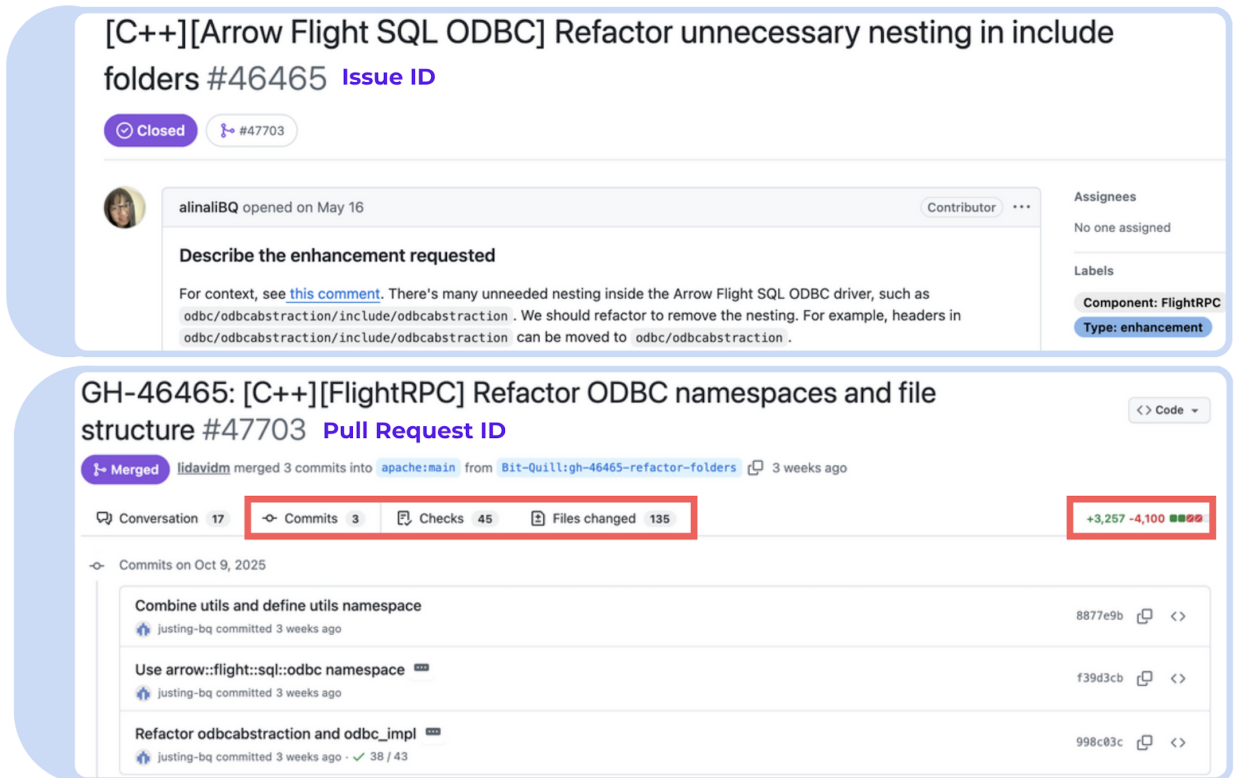 [C++][Arrow Flight SQL ODBC] Refactor unnecessary nesting in include
folders #46465 Issue ID
Closed #47703
alinaliBQ opened on May 16 Contributor ...
Assignees
No one assigned
Describe the enhancement requested
For context, see this comment. There's many unneeded nesting inside the Arrow Flight SQL ODBC driver, such as
odbc/odbcabstraction/include/odbcabstraction . We should refactor to remove the nesting. For example, headers in
odbc/odbcabstraction/include/odbcabstraction can be moved to odbc/odbcabstraction .
Labels
Component: FlightRPC
Type: enhancement
GH-46465: [C++][FlightRPC] Refactor ODBC namespaces and file
structure #47703 Pull Request ID
<> Code
Merged lidavidm merged 3 commits into apache:main from Bit-Quill:gh-46465-refactor-folders 3 weeks ago
Conversation 17 Commits 3 Checks 45 Files changed 135 +3,257 -4,100
Commits on Oct 9, 2025
Combine utils and define utils namespace
justing-bq committed 3 weeks ago
8877e9b <>
Use arrow::flight::sql::odbc namespace ...
justing-bq committed 3 weeks ago
f39d3cb <>
Refactor odbcabstraction and odbc_impl ...
justing-bq committed 3 weeks ago · ✓ 38 / 43
998c03c <>